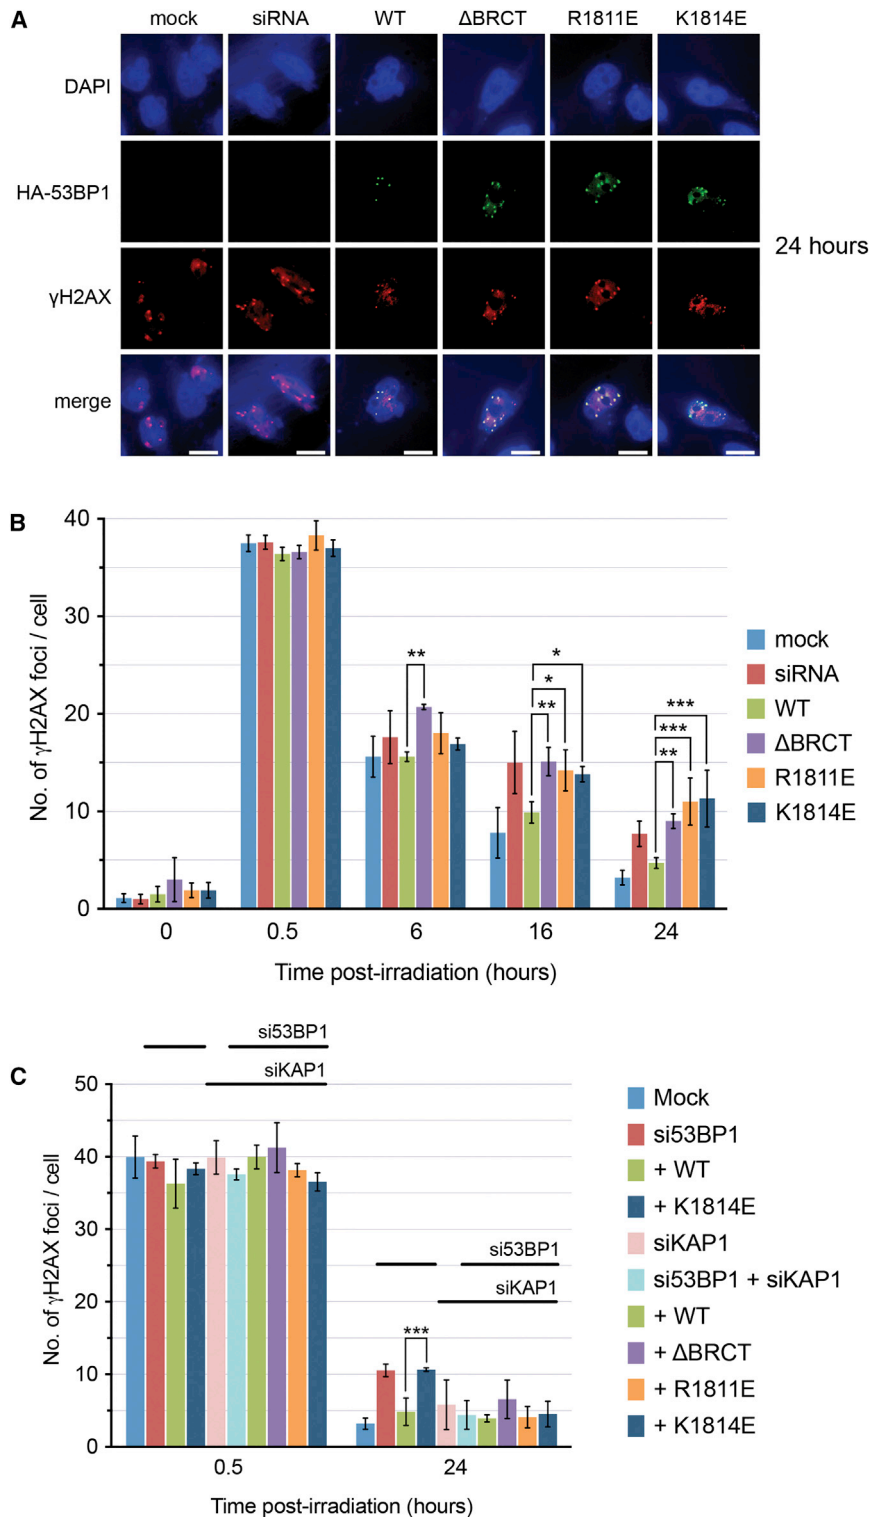 A
mock siRNA WT ΔBRCT R1811E K1814E
DAPI
HA-53BP1
24 hours
γH2AX
merge
B
40
30
20
10
0
No. of γH2AX foci / cell
**
*
*
**
***
***
**
mock
siRNA
WT
ΔBRCT
R1811E
K1814E
0 0.5 6 16 24
Time post-irradiation (hours)
C
si53BP1
siKAP1
50
40
30
20
10
0
No. of γH2AX foci / cell
si53BP1
siKAP1
***
Mock
si53BP1
+ WT
+ K1814E
siKAP1
si53BP1 + siKAP1
+ WT
+ ΔBRCT
+ R1811E
+ K1814E
0.5 24
Time post-irradiation (hours)